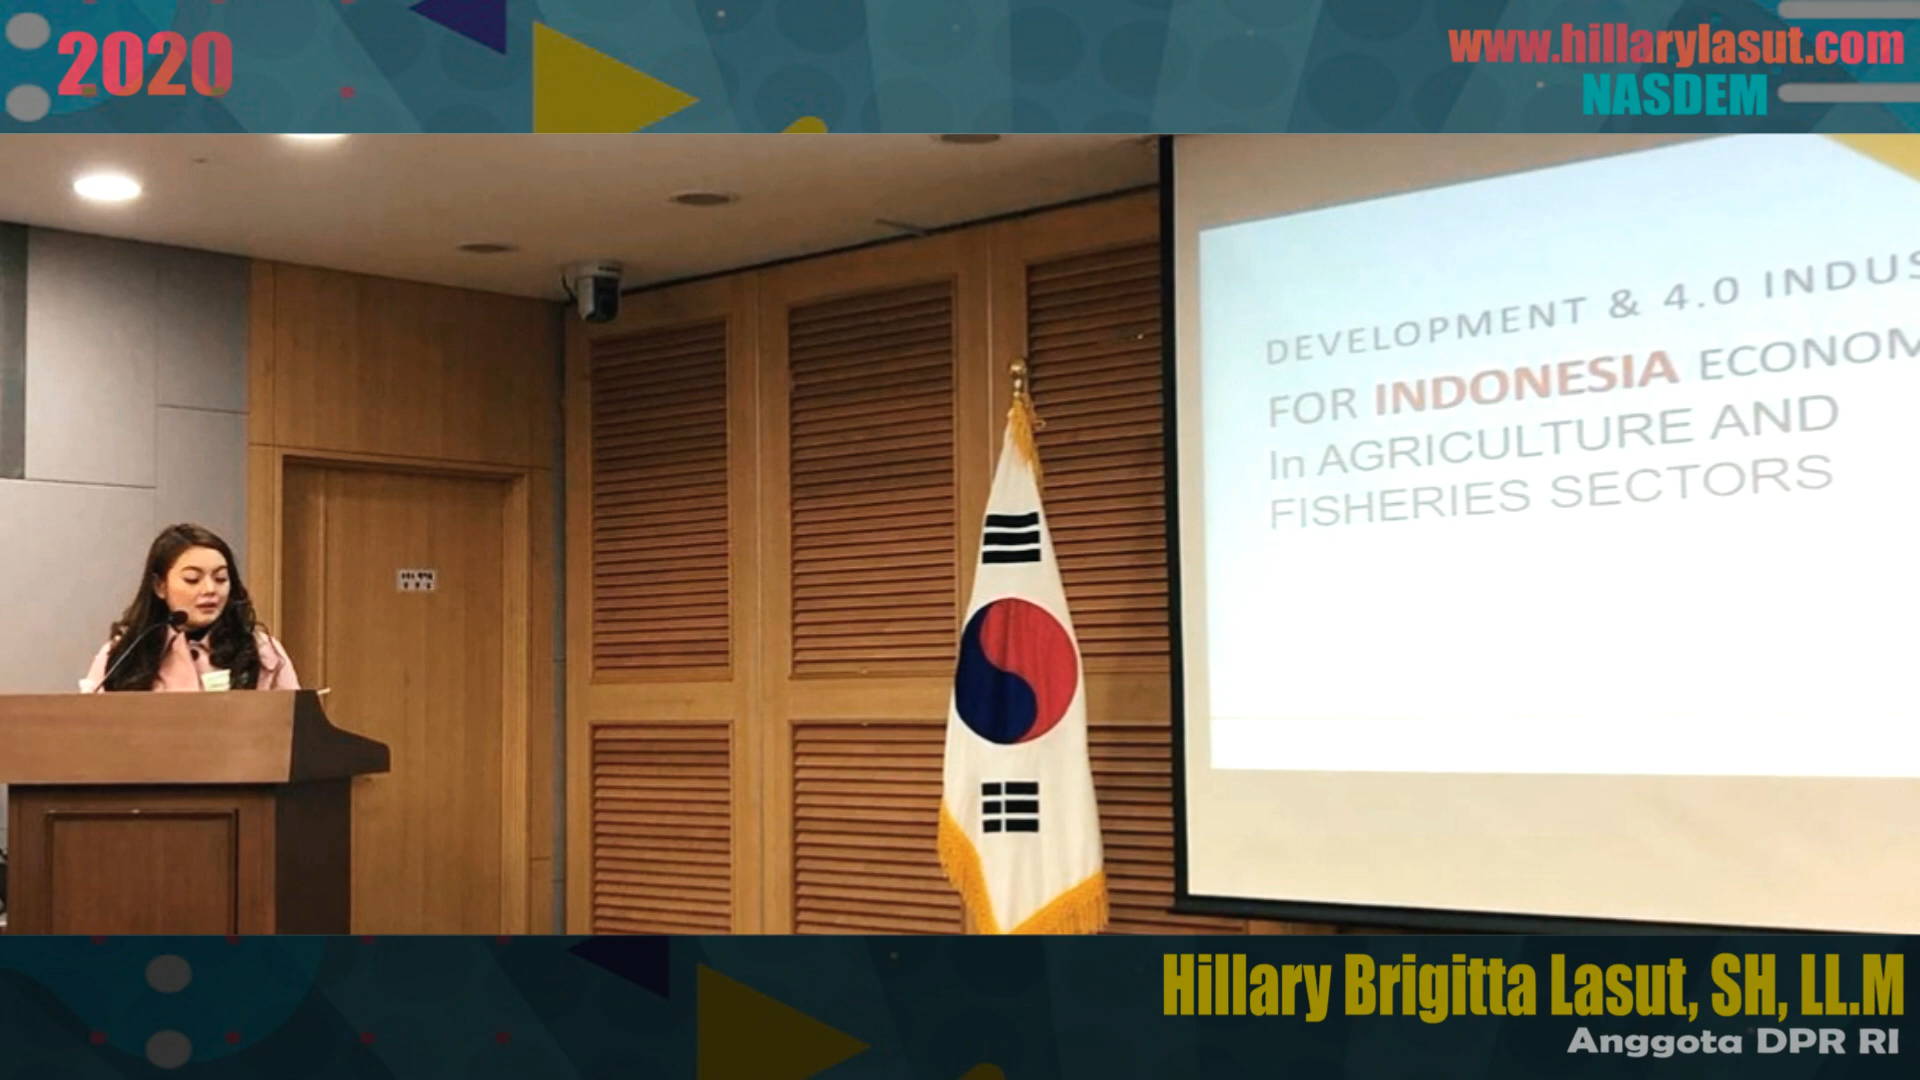 2020
www.hillarylasut.com
NASDEM
DEVELOPMENT & 4.0 INDUS
FOR INDONESIA ECONOM
In AGRICULTURE AND
FISHERIES SECTORS
Hillary Brigitta Lasut, SH, LL.M
Anggota DPR RI